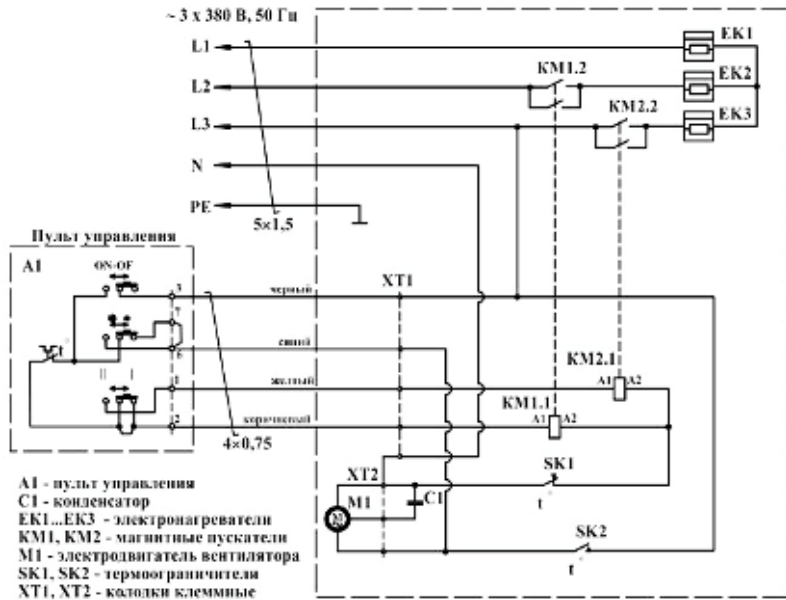 ~ 3 x 380 В, 50 Гц
L1
EK1
L2
KM1.2
EK2
L3
KM2.2
EK3
N
PE
5×1,5
Пульт управления
A1
ON-OF
XT1
3
черный
7
6
синий
t
KM2.1
|| |
1
желтый
A1 A2
KM1.1
2
коричневый
A1 A2
4×0,75
SK1
XT2
t
M1
C1
M
SK2
t
A1 - пульт управления
C1 - конденсатор
EK1...EK3 - электронагреватели
KM1, KM2 - магнитные пускатели
M1 - электродвигатель вентилятора
SK1, SK2 - термоограничители
XT1, XT2 - колодки клеммные